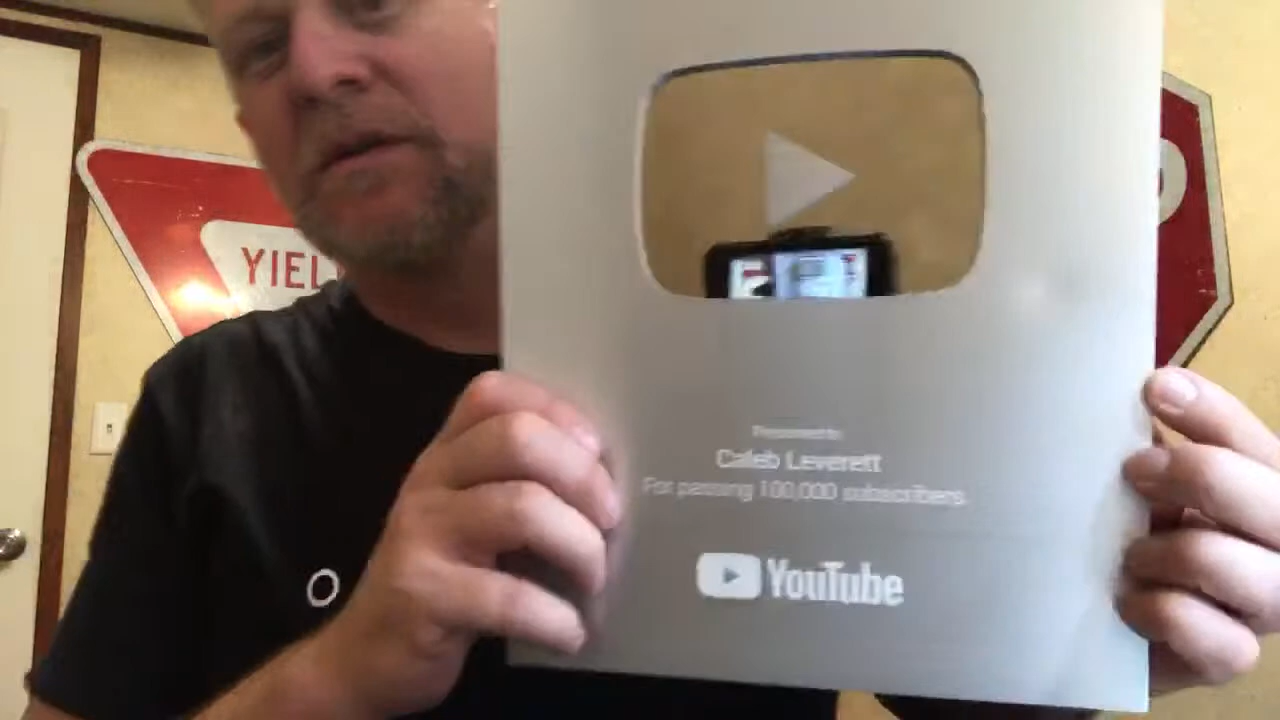 YIEL
Presented to
Caleb Leverett
For passing 100,000 subscribers
YouTube
O